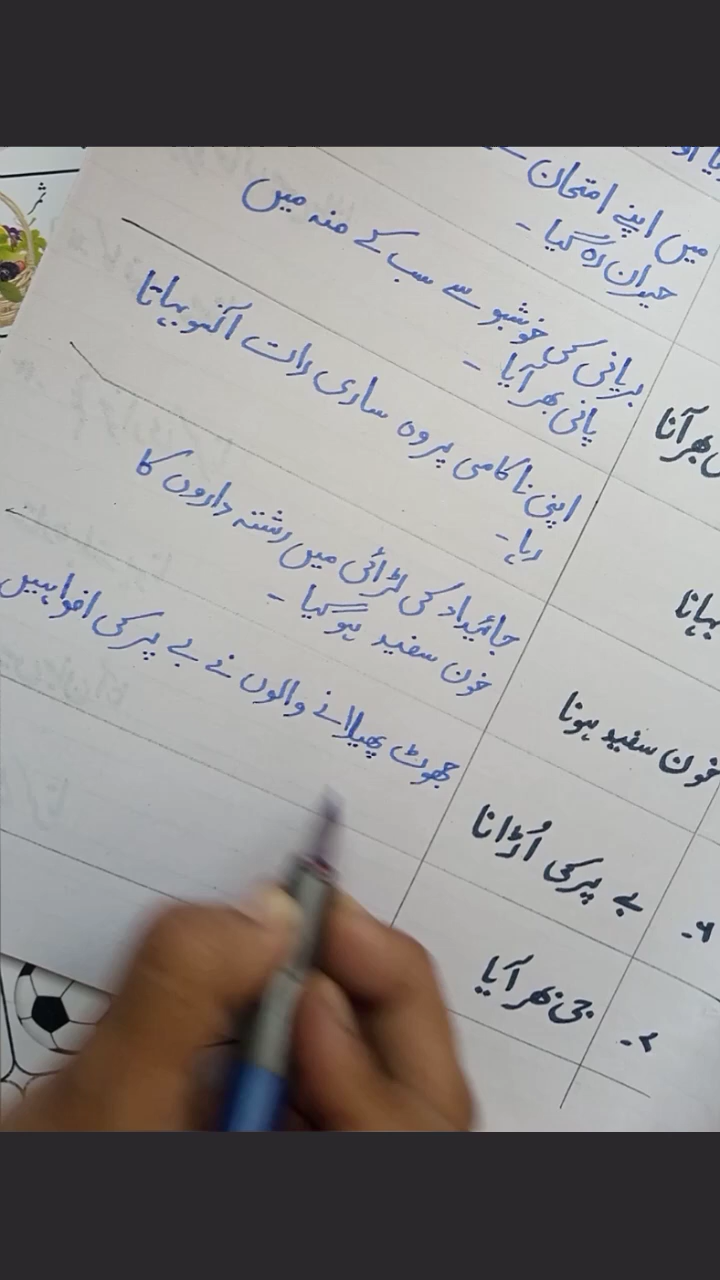 میں اپنے امتحان
حیران رہ گیا -
بریانی کی خوشبو سے سب کے منہ میں
پانی بھر آیا -
بھر آنا
اپنی ناکامی پر وہ ساری رات آنسو بہاتا
رہا -
بہانا
جائیداد کی لڑائی میں رشتہ داروں کا
خون سفید ہو گیا -
خون سفید ہونا
جھوٹ پھیلانے والوں نے بے پر کی افواہیں
۶- بے پر کی اُڑانا
جی بھر آیا
ثمر